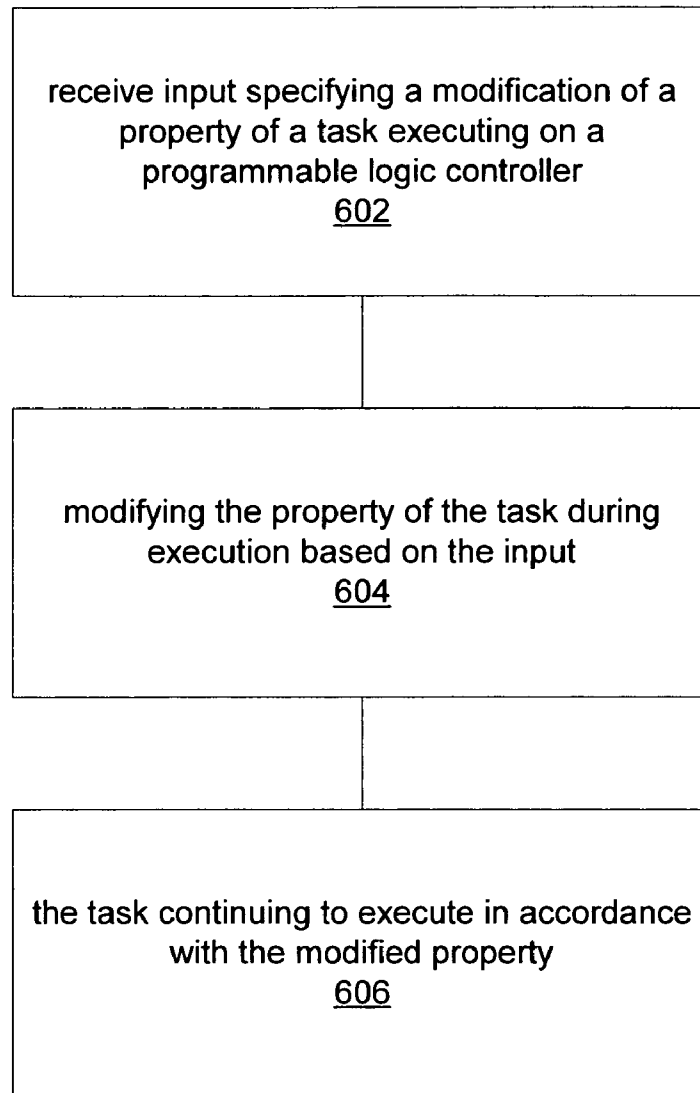 receive input specifying a modification of a
property of a task executing on a
programmable logic controller
602
modifying the property of the task during
execution based on the input
604
the task continuing to execute in accordance
with the modified property
606